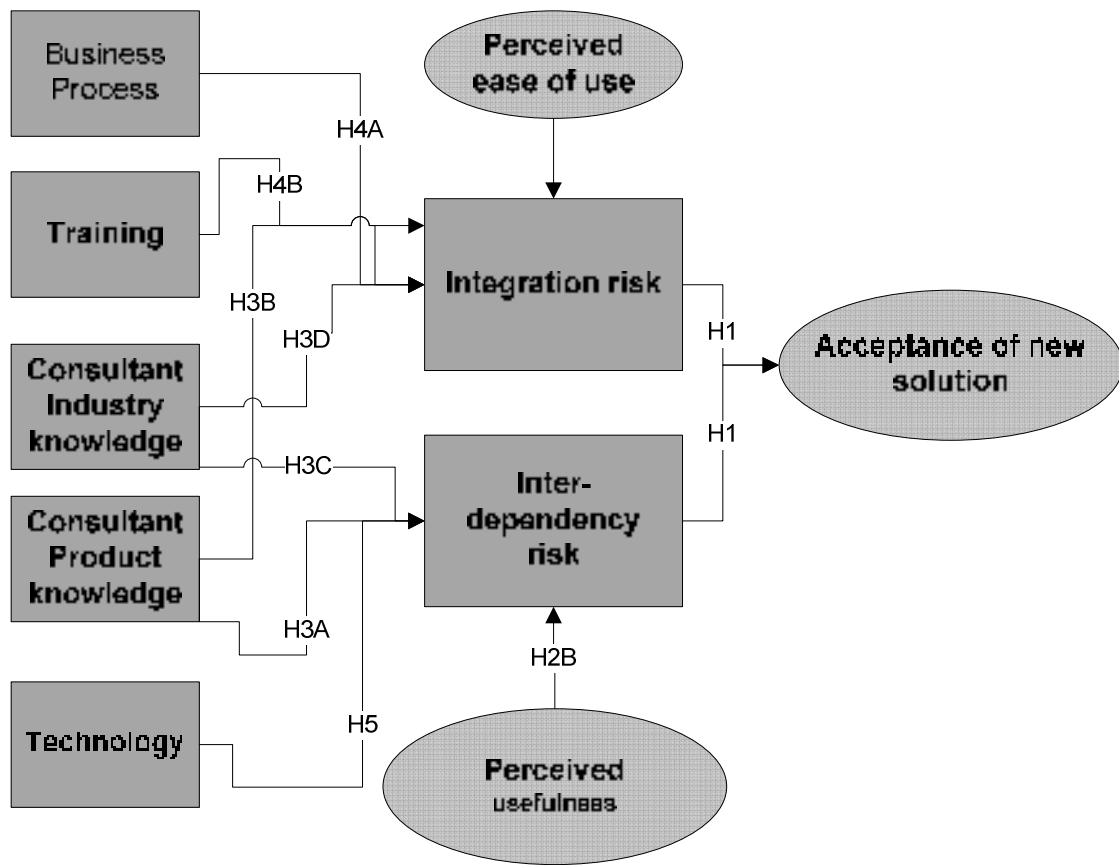 Business
Process
Perceived
ease of use
H4A
Training
H4B
Integration risk
H3B
H3D
H1
Acceptance of new
solution
Consultant
Industry
knowledge
H3C
H1
Inter-
dependency
risk
Consultant
Product
knowledge
H3A
H2B
Technology
H5
Perceived
usefulness